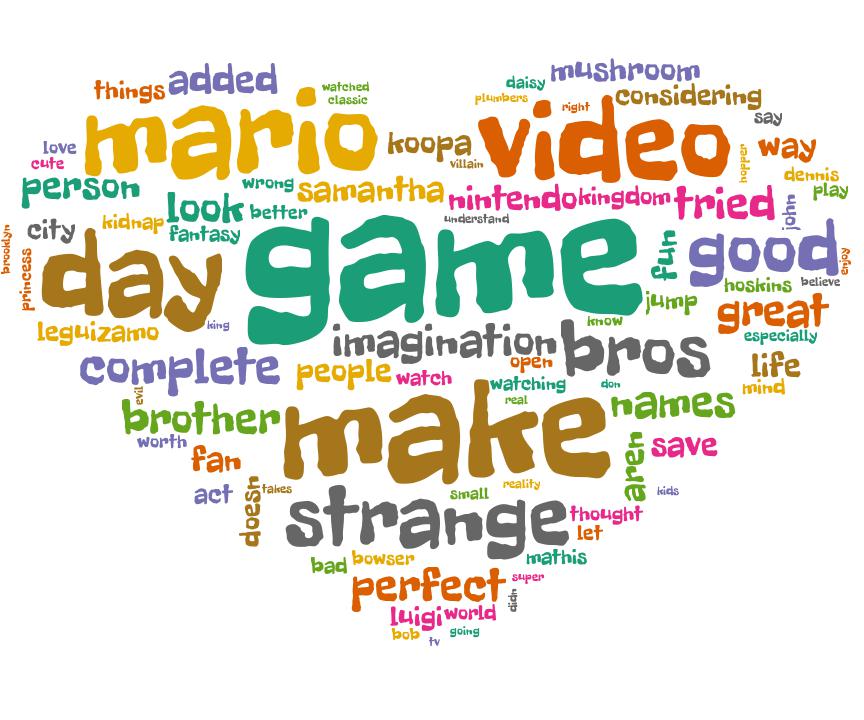 mushroom
things added
watched
daisy
classic
plumbers
considering
right
mario
video
say
love
koopa
way
cute
villain
hopper
person
wrong
samantha
dennis
look
better
nintendo
kingdom
tried
play
understand
john
city
kidnap
fantasy
brooklyn
princess
day
game
fun
good
enjoy
hoskins
believe
jump
great
leguizamo
king
know
especially
imagination
bros
complete
people
watch
open
life
watching
don
mind
evil
brother
real
make
names
worth
fan
aren
save
act
doesn
takes
small
reality
kids
strange
thought
let
bad
bowser
mathis
perfect
super
didn
luigi
world
bob
going
tv